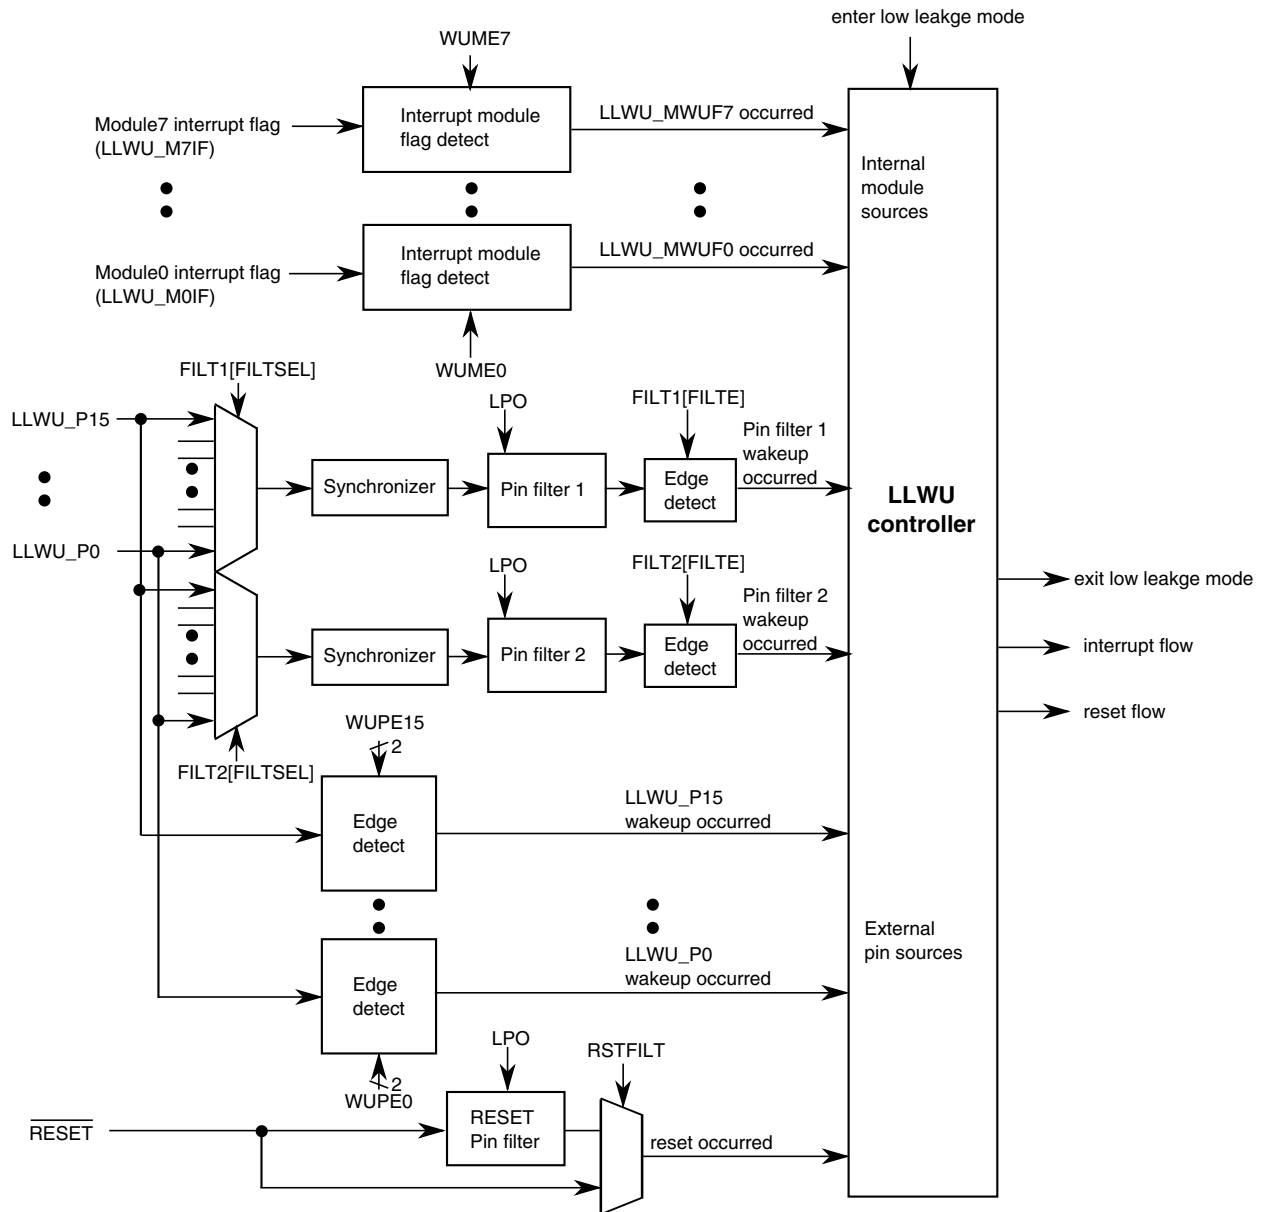 enter low leakge mode
WUME7
Module7 interrupt flag
(LLWU_M7IF)
Interrupt module
flag detect
LLWU_MWUF7 occurred
Internal
module
sources
Module0 interrupt flag
(LLWU_M0IF)
Interrupt module
flag detect
LLWU_MWUF0 occurred
WUME0
FILT1[FILTSEL]
LLWU_P15
LLWU_P0
Synchronizer
LPO
Pin filter 1
FILT1[FILTE]
Edge
detect
Pin filter 1
wakeup
occurred
LLWU
controller
Synchronizer
LPO
Pin filter 2
FILT2[FILTE]
Edge
detect
Pin filter 2
wakeup
occurred
exit low leakge mode
interrupt flow
reset flow
FILT2[FILTSEL]
WUPE15
2
Edge
detect
LLWU_P15
wakeup occurred
Edge
detect
LLWU_P0
wakeup occurred
External
pin sources
2
WUPE0
LPO
RSTFILT
RESET
RESET
Pin filter
reset occurred